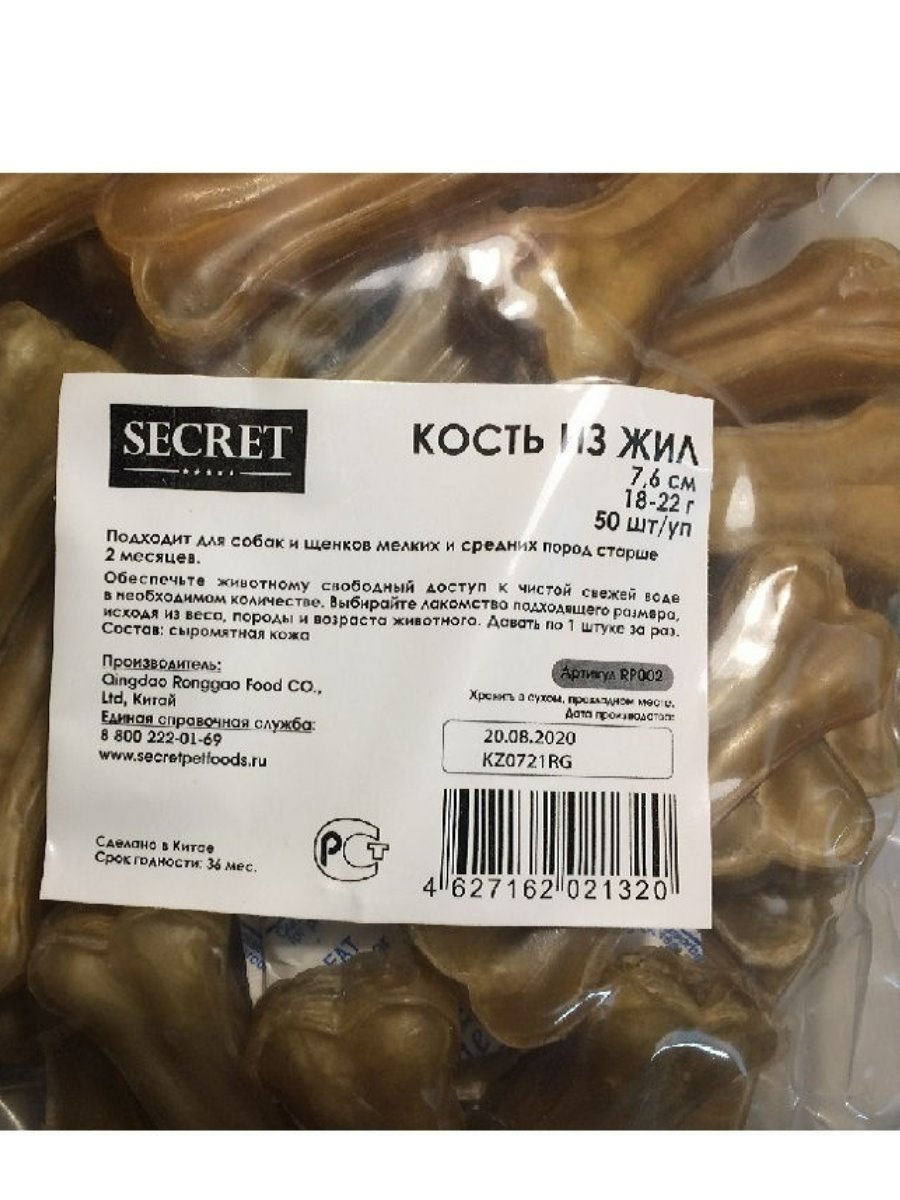 SECRET
КОСТЬ ИЗ ЖИЛ
7,6 см
18-22 г
50 шт/уп
Подходит для собак и щенков мелких и средних пород старше
2 месяцев.
Обеспечьте животному свободный доступ к чистой свежей воде
в необходимом количестве. Выбирайте лакомство подходящего размера,
исходя из веса, породы и возраста животного. Давать по 1 штуке за раз.
Состав: сыромятная кожа
Производитель:
Qingdao Ronggao Food CO.,
Ltd, Китай
Единая справочная служба:
8 800 222-01-69
www.secretpetfoods.ru
Артикул RP002
Хранить в сухом, прохладном месте.
Дата производства:
20.08.2020
KZ0721RG
Сделано в Китае
Срок годности: 36 мес.
РСТ
4 627162 021320
EAT